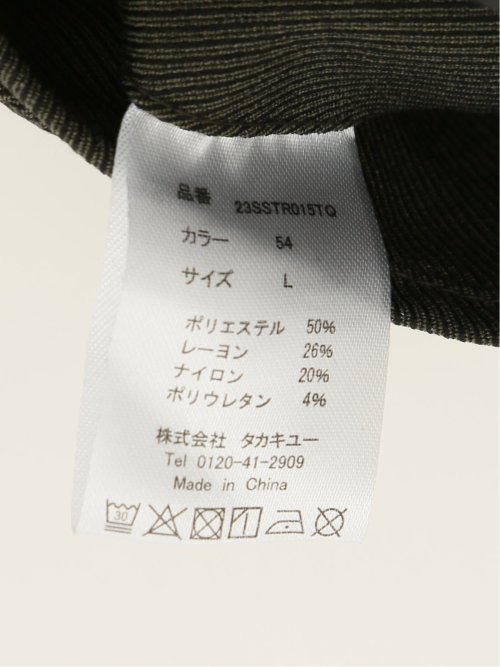 品番 23SSTR015TQ
カラー 54
サイズ L
ポリエステル 50%
レーヨン 26%
ナイロン 20%
ポリウレタン 4%
株式会社 タカキユー
Tel 0120-41-2909
Made in China
30